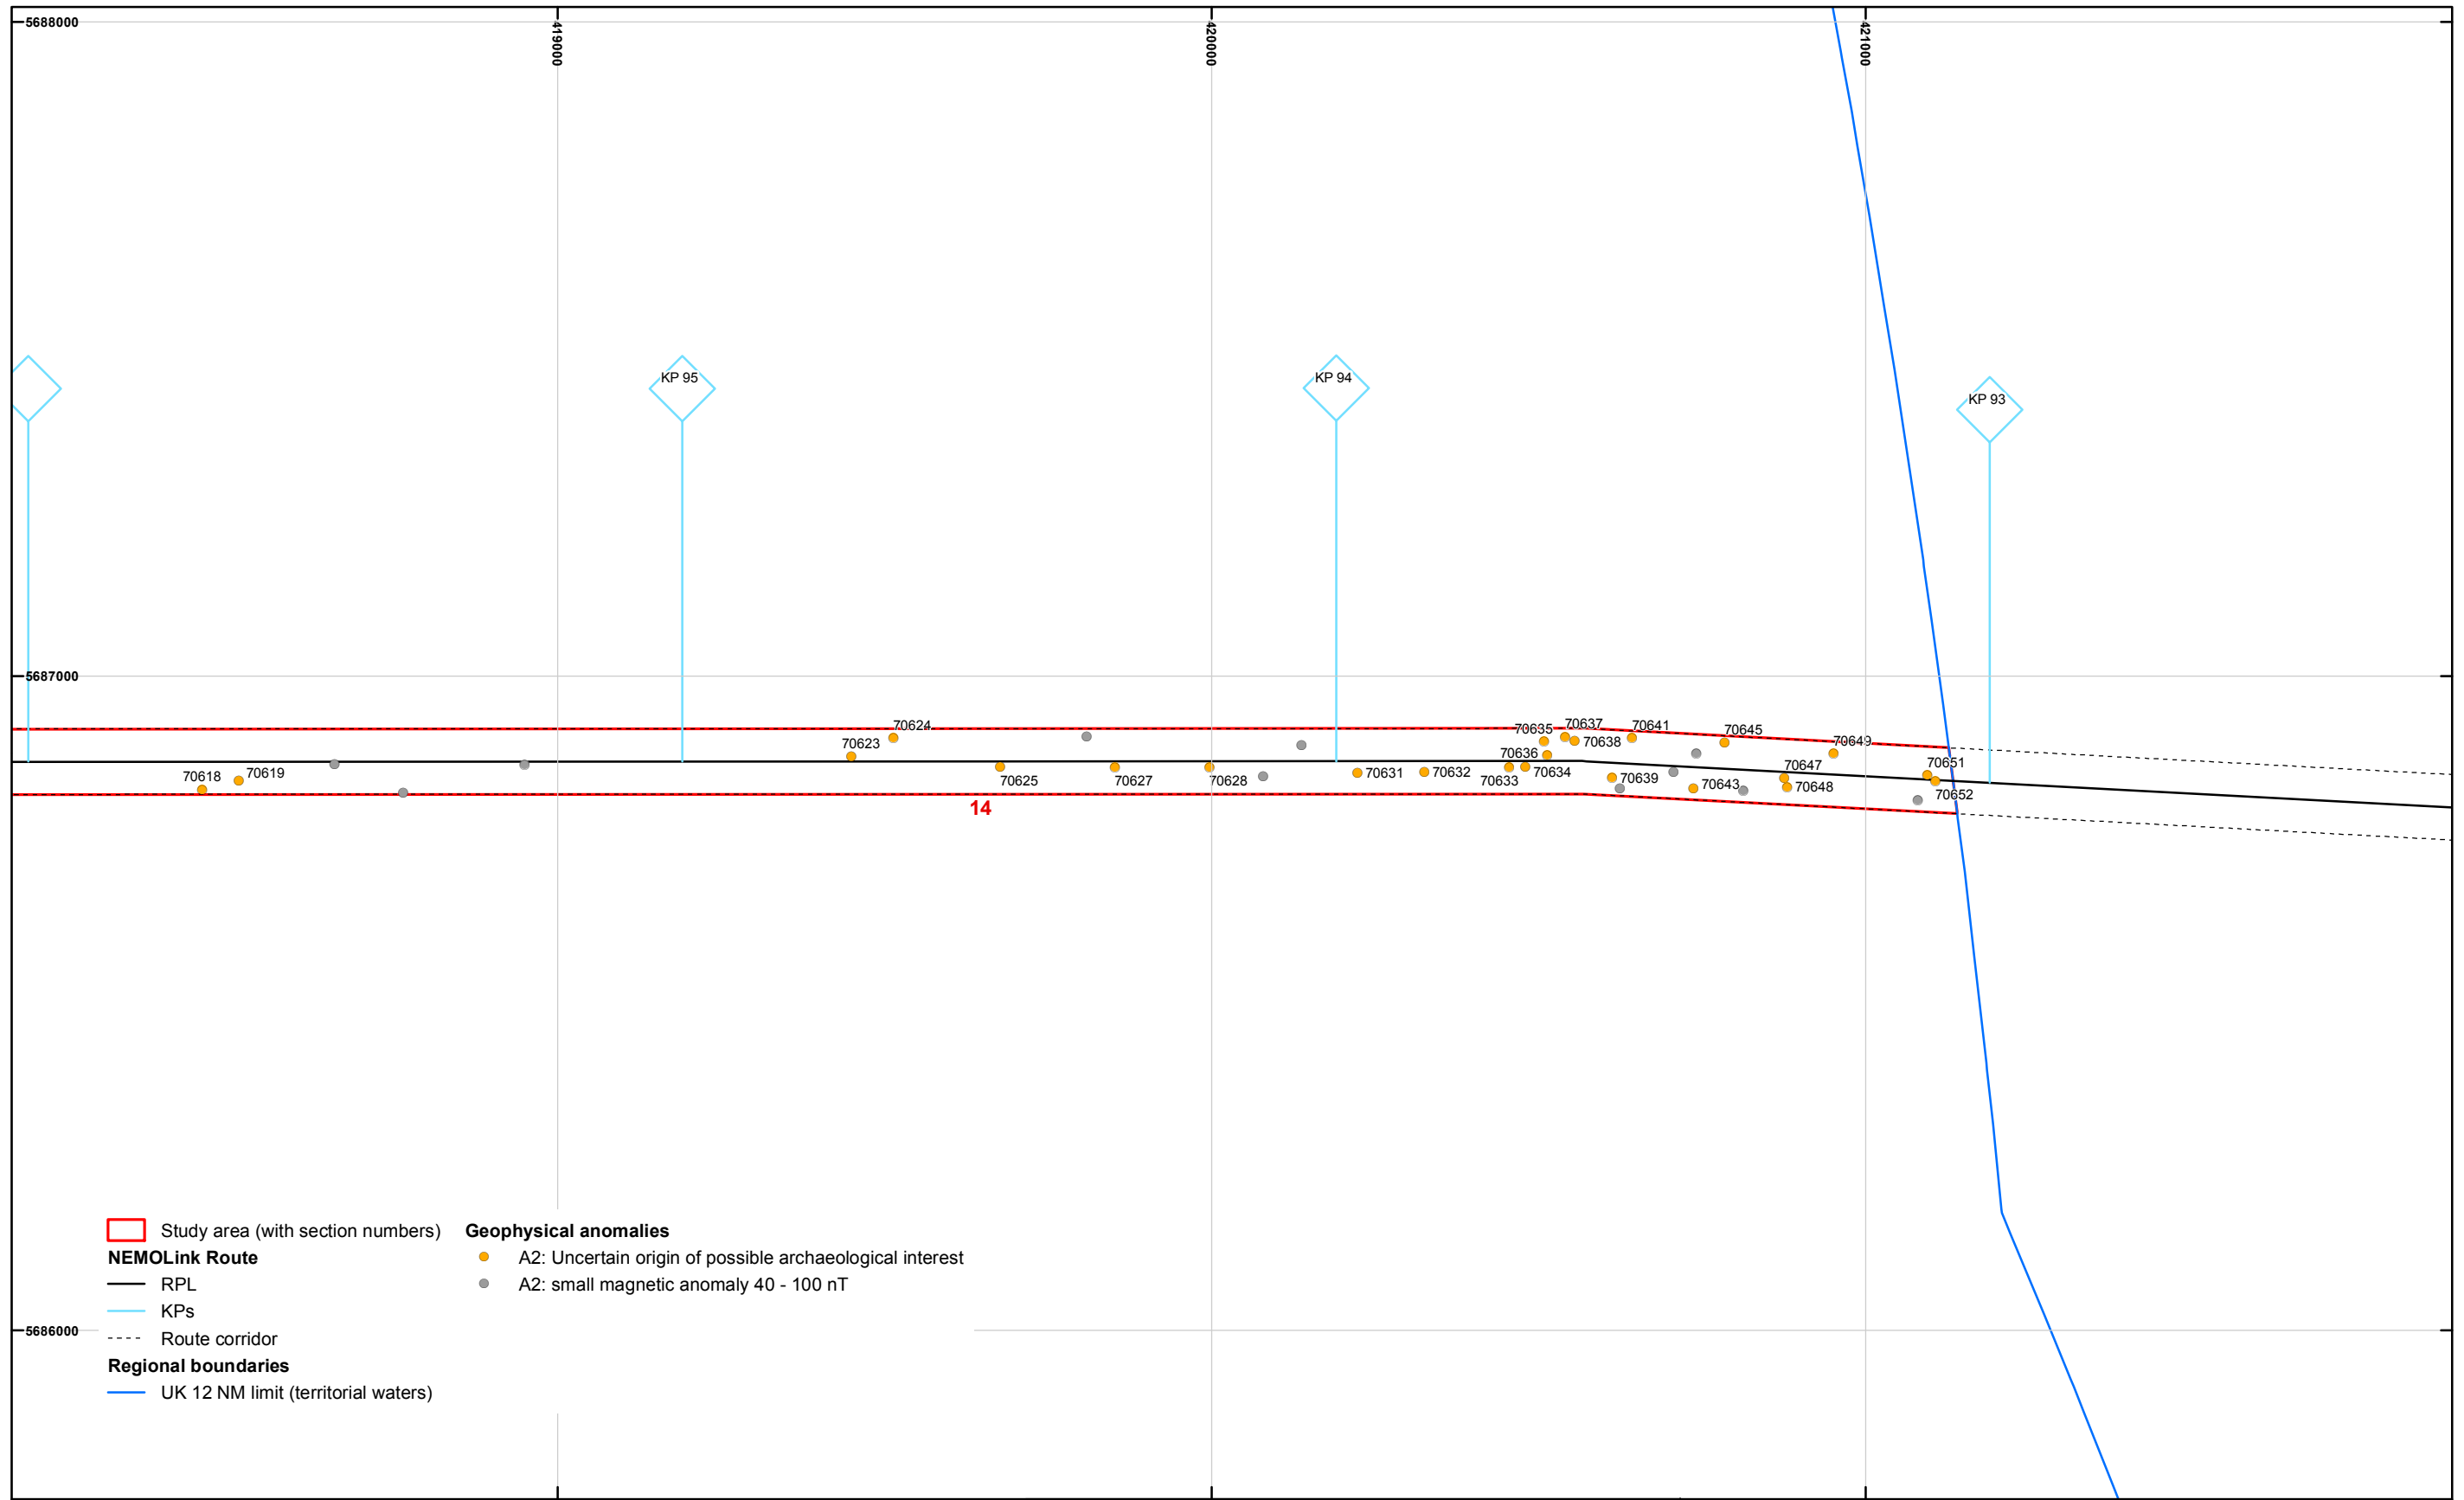 5688000
419000
420000
421000
KP 95
KP 94
KP 93
5687000
70624
70635
70637
70641
70645
70623
70636
70638
70649
70618
70619
70625
70627
70628
70631
70632
70633
70634
70639
70643
70647
70648
70651
70652
14
Study area (with section numbers)
NEMOLink Route
RPL
KPs
Route corridor
Regional boundaries
UK 12 NM limit (territorial waters)
Geophysical anomalies
A2: Uncertain origin of possible archaeological interest
A2: small magnetic anomaly 40 - 100 nT
5686000